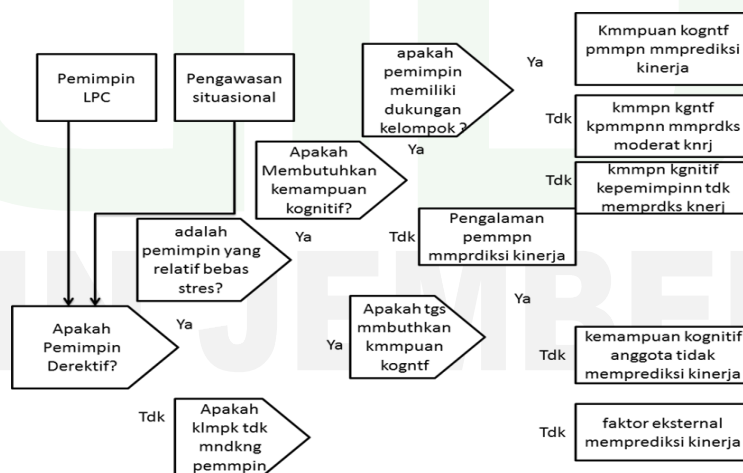 Pemimpin
LPC
Pengawasan
situasional
apakah
pemimpin
memiliki
dukungan
kelompok ?
Ya
Kmmpuan kogntf
pmmpn mmprediksi
kinerja
Tdk
kmmpn kgntf
kpmmpnn mmprdks
moderat knrj
Apakah
Membutuhkan
kemampuan
kognitif?
Ya
Tdk
kmmpn kgnitif
kepemimpinn tdk
memprdks knerj
adalah
pemimpin yang
relatif bebas
stres?
Ya
Tdk
Pengalaman
pemmpn
mmprdiksi kinerja
Apakah
Pemimpin
Derektif?
Ya
Ya
Apakah tgs
mmbuthkan
kmmpuan
kogntf
Ya
Tdk
kemampuan kognitif
anggota tidak
memprediksi kinerja
Tdk
Apakah
klmpk tdk
mndkng
pemmpin
Tdk
faktor eksternal
memprediksi kinerja
JEMBE